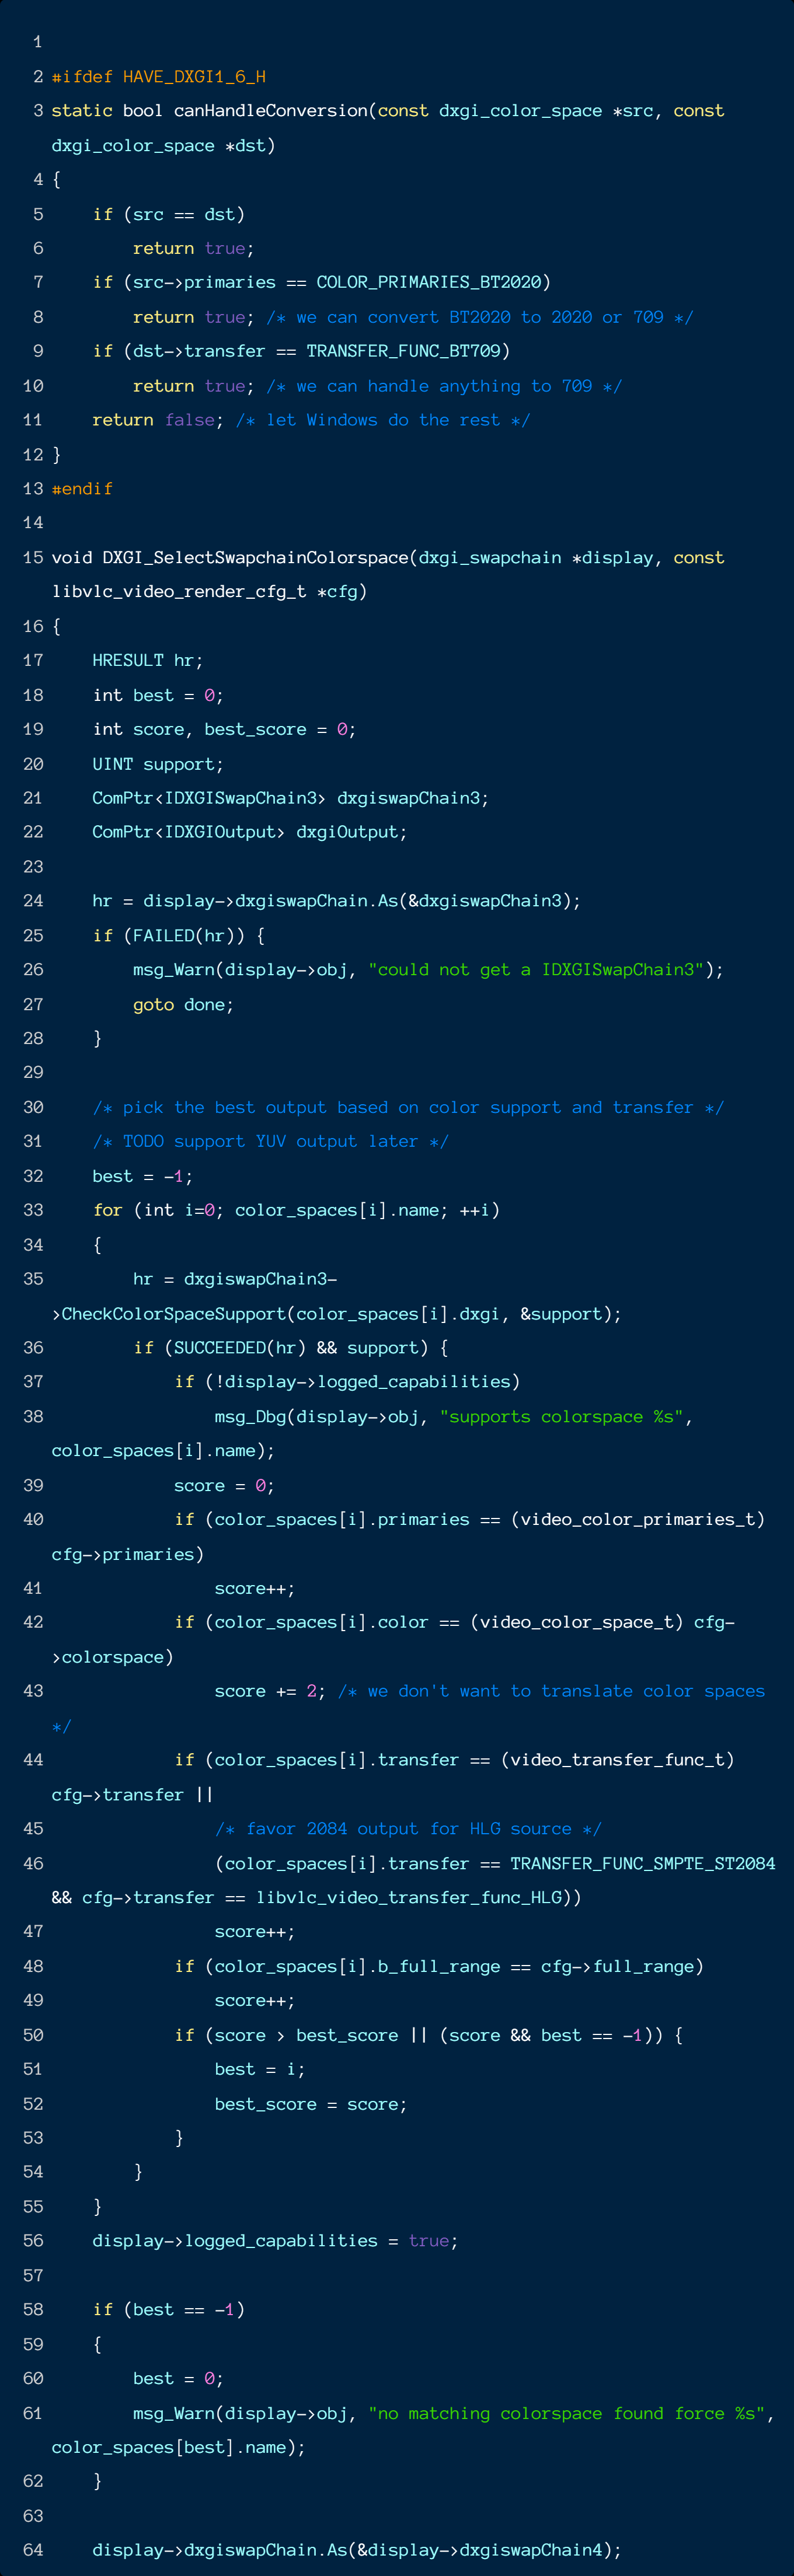 1
2 #ifdef HAVE_DXGI1_6_H
3 static bool canHandleConversion(const dxgi_color_space *src, const
dxgi_color_space *dst)
4 {
5     if (src == dst)
6         return true;
7     if (src->primaries == COLOR_PRIMARIES_BT2020)
8         return true; /* we can convert BT2020 to 2020 or 709 */
9     if (dst->transfer == TRANSFER_FUNC_BT709)
10         return true; /* we can handle anything to 709 */
11     return false; /* let Windows do the rest */
12 }
13 #endif
14
15 void DXGI_SelectSwapchainColorspace(dxgi_swapchain *display, const
libvlc_video_render_cfg_t *cfg)
16 {
17     HRESULT hr;
18     int best = 0;
19     int score, best_score = 0;
20     UINT support;
21     ComPtr<IDXGISwapChain3> dxgiswapChain3;
22     ComPtr<IDXGIOutput> dxgiOutput;
23
24     hr = display->dxgiswapChain.As(&dxgiswapChain3);
25     if (FAILED(hr)) {
26         msg_Warn(display->obj, "could not get a IDXGISwapChain3");
27         goto done;
28     }
29
30     /* pick the best output based on color support and transfer */
31     /* TODO support YUV output later */
32     best = -1;
33     for (int i=0; color_spaces[i].name; ++i)
34     {
35         hr = dxgiswapChain3-
>CheckColorSpaceSupport(color_spaces[i].dxgi, &support);
36         if (SUCCEEDED(hr) && support) {
37             if (!display->logged_capabilities)
38                 msg_Dbg(display->obj, "supports colorspace %s",
color_spaces[i].name);
39             score = 0;
40             if (color_spaces[i].primaries == (video_color_primaries_t)
cfg->primaries)
41                 score++;
42             if (color_spaces[i].color == (video_color_space_t) cfg-
>colorspace)
43                 score += 2; /* we don't want to translate color spaces
*/
44             if (color_spaces[i].transfer == (video_transfer_func_t)
cfg->transfer ||
45                 /* favor 2084 output for HLG source */
46                 (color_spaces[i].transfer == TRANSFER_FUNC_SMPTE_ST2084
&& cfg->transfer == libvlc_video_transfer_func_HLG))
47                 score++;
48             if (color_spaces[i].b_full_range == cfg->full_range)
49                 score++;
50             if (score > best_score || (score && best == -1)) {
51                 best = i;
52                 best_score = score;
53             }
54         }
55     }
56     display->logged_capabilities = true;
57
58     if (best == -1)
59     {
60         best = 0;
61         msg_Warn(display->obj, "no matching colorspace found force %s",
color_spaces[best].name);
62     }
63
64     display->dxgiswapChain.As(&display->dxgiswapChain4);